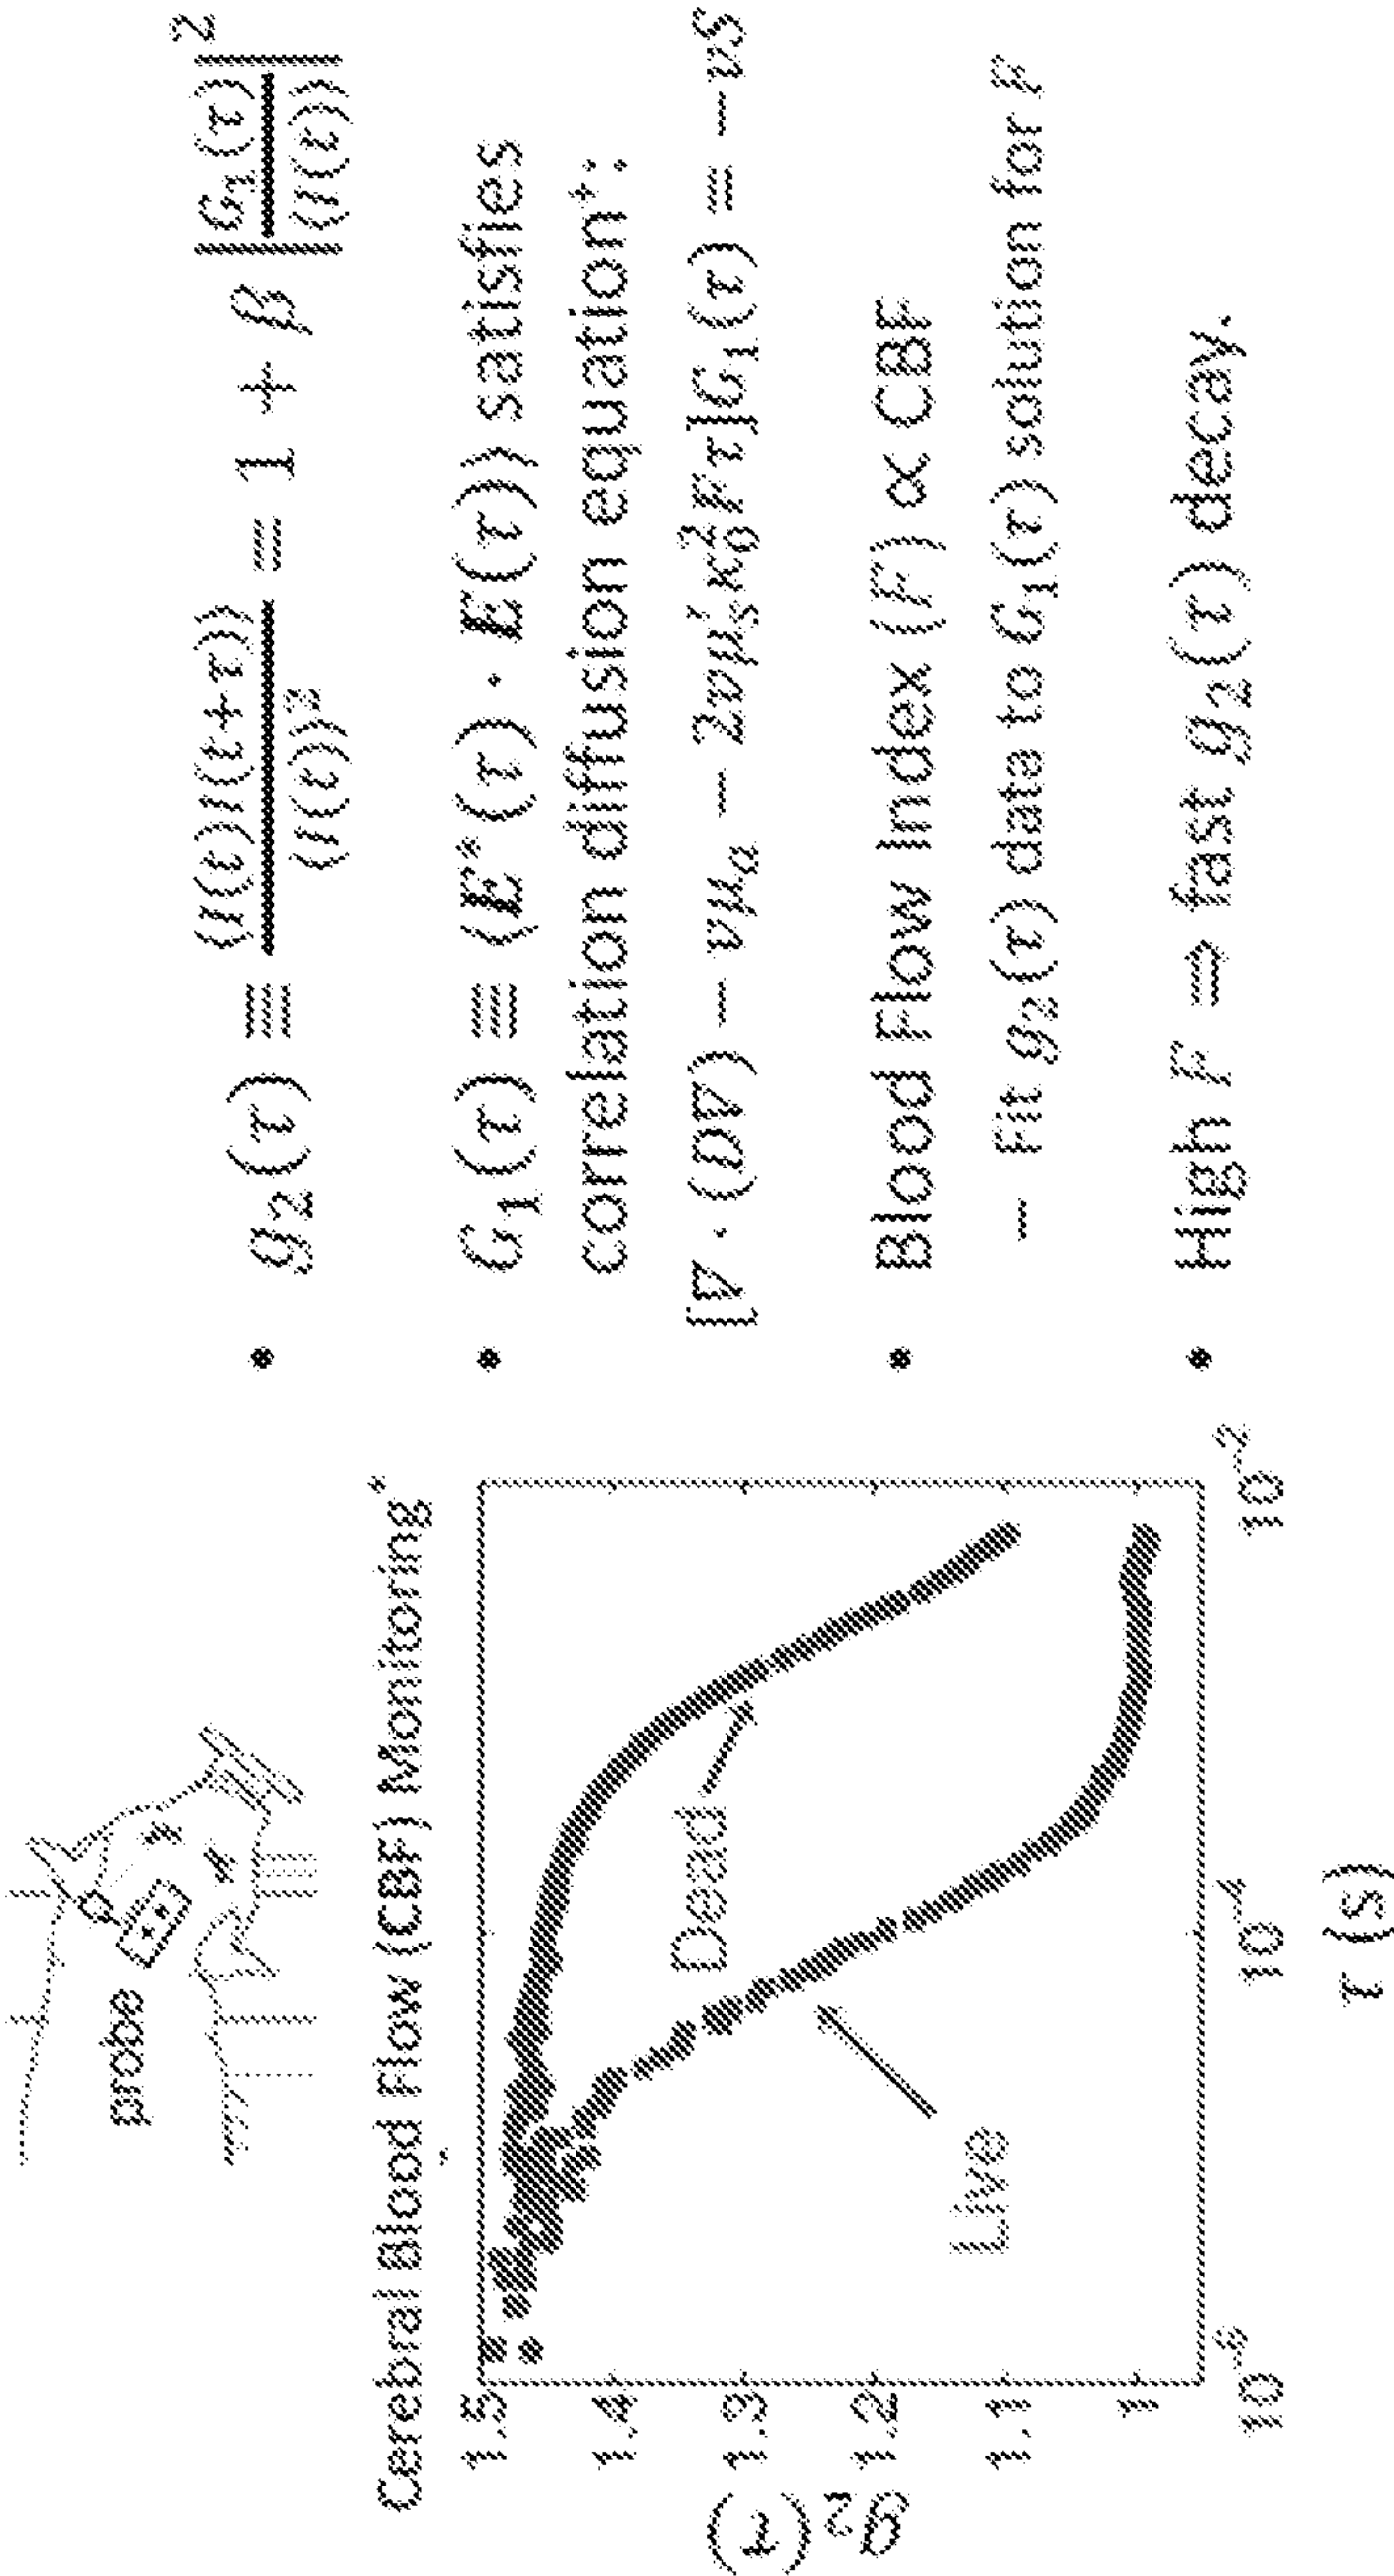 probe
Cerebral Blood Flow (CBF) Monitoring*
g₂(τ)
1.5
1.4
1.3
1.2
1.1
1
Dead
Live
10⁻⁶
10⁻⁴
10⁻²
τ (s)
• g₂(τ) ≡ ⟨I(t)I(t+τ)⟩ / ⟨I(t)⟩² = 1 + β |G₁(τ) / ⟨I(t)⟩|²
• G₁(τ) ≡ ⟨E*(τ) · E(τ)⟩ satisfies
correlation diffusion equation⁺:
[∇ · (D∇) − vμₐ − 2vμₛ′κ₀²Fτ]G₁(τ) = −vS
• Blood Flow Index (F) ∝ CBF
– Fit g₂(τ) data to G₁(τ) solution for F
• High F ⇒ fast g₂(τ) decay.